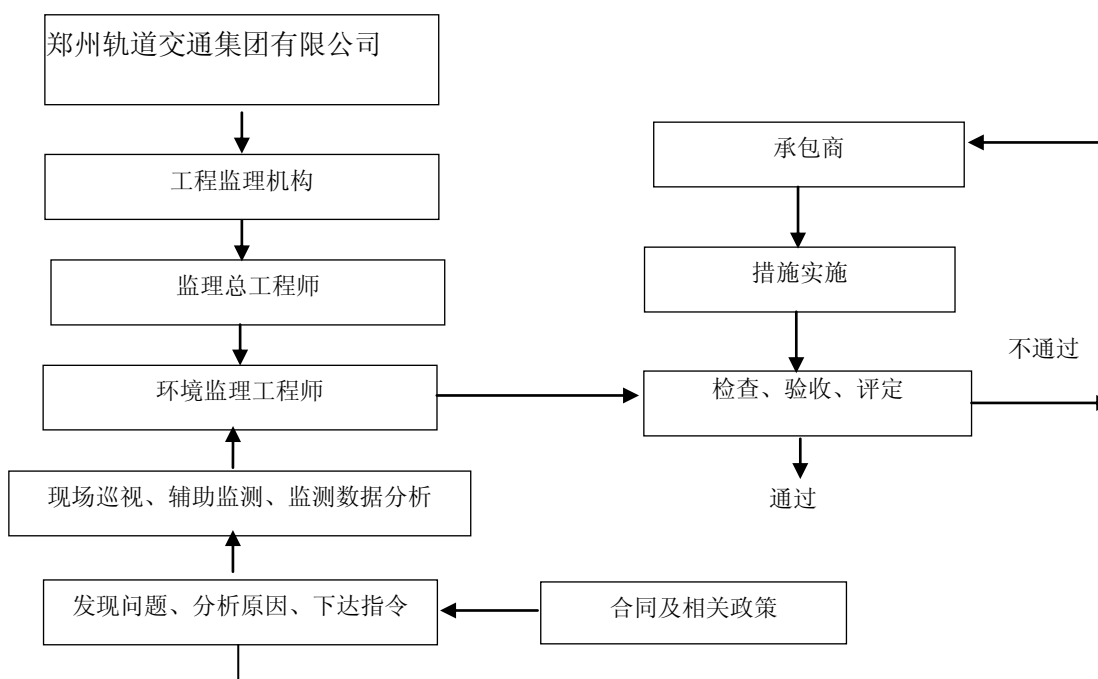 郑州轨道交通集团有限公司
工程监理机构
监理总工程师
环境监理工程师
现场巡视、辅助监测、监测数据分析
发现问题、分析原因、下达指令
合同及相关政策
承包商
措施实施
检查、验收、评定
不通过
通过